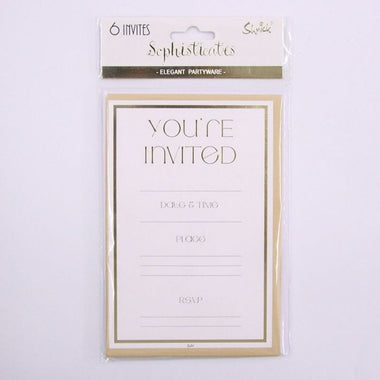 6 INVITES
Sophisticates
- ELEGANT PARTYWARE -
YOU'RE
INVITED
DATE & TIME
PLACE
RSVP